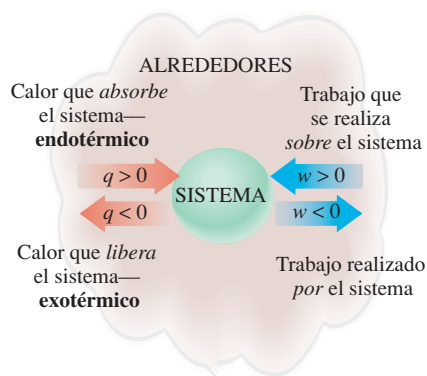 ALREDEDORES
Calor que absorbe
el sistema—
endotérmico
Trabajo que
se realiza
sobre el sistema
q > 0
q < 0
SISTEMA
w > 0
w < 0
Calor que libera
el sistema—
exotérmico
Trabajo realizado
por el sistema